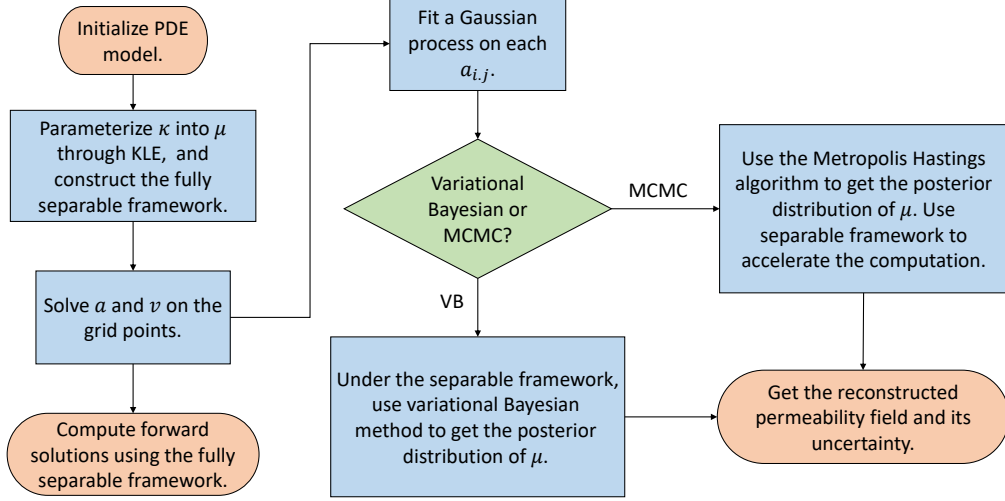 Initialize PDE
model.
Parameterize κ into μ
through KLE, and
construct the fully
separable framework.
Solve a and v on the
grid points.
Compute forward
solutions using the fully
separable framework.
Fit a Gaussian
process on each
a_{i.j}.
Variational
Bayesian or
MCMC?
MCMC
VB
Use the Metropolis Hastings
algorithm to get the posterior
distribution of μ. Use
separable framework to
accelerate the computation.
Under the separable framework,
use variational Bayesian
method to get the posterior
distribution of μ.
Get the reconstructed
permeability field and its
uncertainty.